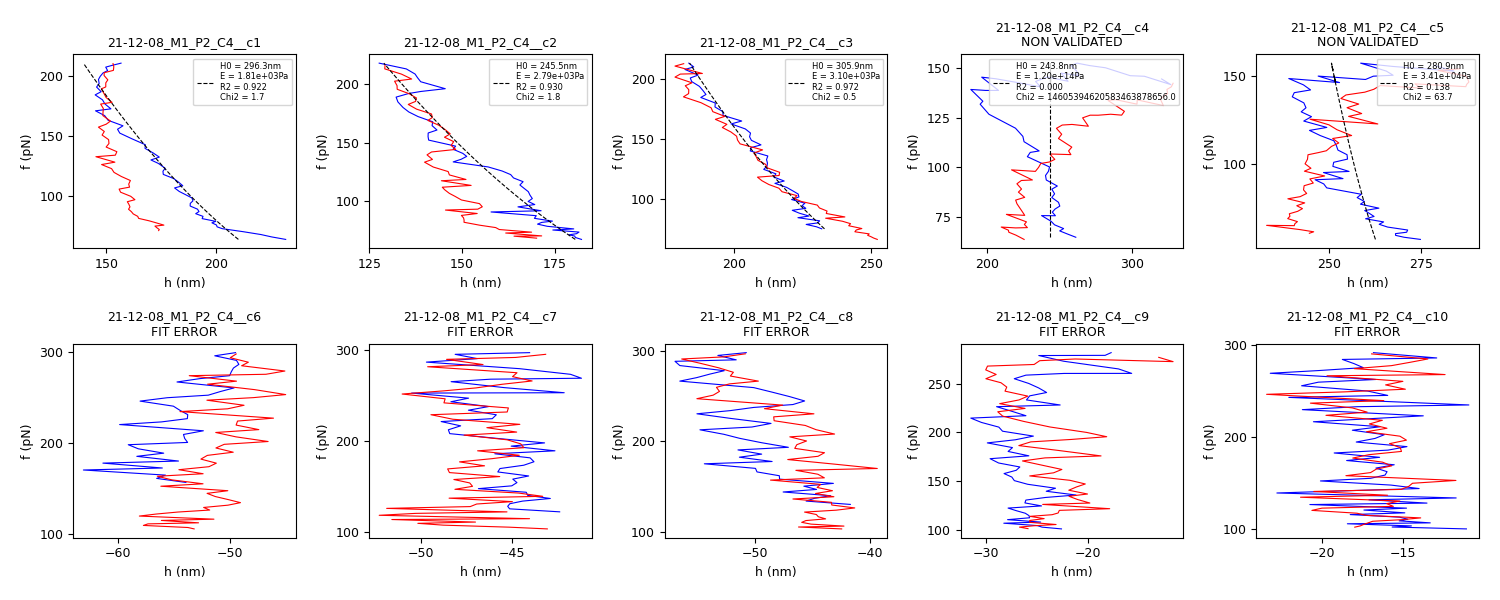 21-12-08_M1_P2_C4__c1
H0 = 296.3nm
E = 1.81e+03Pa
R2 = 0.922
Chi2 = 1.7
f (pN)
200
150
100
150
200
h (nm)
21-12-08_M1_P2_C4__c2
H0 = 245.5nm
E = 2.79e+03Pa
R2 = 0.930
Chi2 = 1.8
f (pN)
200
150
100
125
150
175
h (nm)
21-12-08_M1_P2_C4__c3
H0 = 305.9nm
E = 3.10e+03Pa
R2 = 0.972
Chi2 = 0.5
f (pN)
200
150
100
200
250
h (nm)
21-12-08_M1_P2_C4__c4
NON VALIDATED
H0 = 243.8nm
E = 1.20e+14Pa
R2 = 0.000
Chi2 = 14605394620583463878656.0
f (pN)
150
125
100
75
200
300
h (nm)
21-12-08_M1_P2_C4__c5
NON VALIDATED
H0 = 280.9nm
E = 3.41e+04Pa
R2 = 0.138
Chi2 = 63.7
f (pN)
150
100
250
275
h (nm)
21-12-08_M1_P2_C4__c6
FIT ERROR
f (pN)
300
200
100
−60
−50
h (nm)
21-12-08_M1_P2_C4__c7
FIT ERROR
f (pN)
300
200
100
−50
−45
h (nm)
21-12-08_M1_P2_C4__c8
FIT ERROR
f (pN)
300
200
100
−50
−40
h (nm)
21-12-08_M1_P2_C4__c9
FIT ERROR
f (pN)
250
200
150
100
−30
−20
h (nm)
21-12-08_M1_P2_C4__c10
FIT ERROR
f (pN)
300
200
100
−20
−15
h (nm)